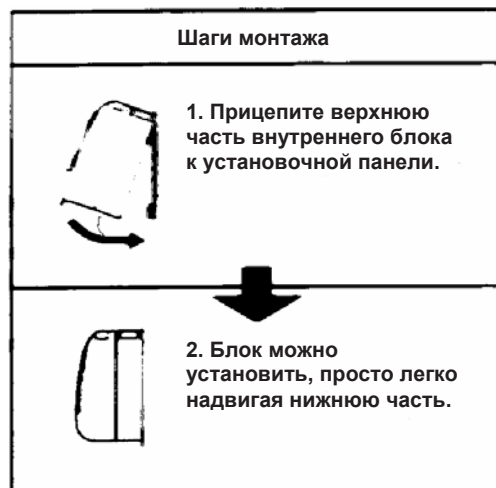 Шаги монтажа
1. Прицепите верхнюю
часть внутреннего блока
к установочной панели.
2. Блок можно
установить, просто легко
надвигая нижнюю часть.